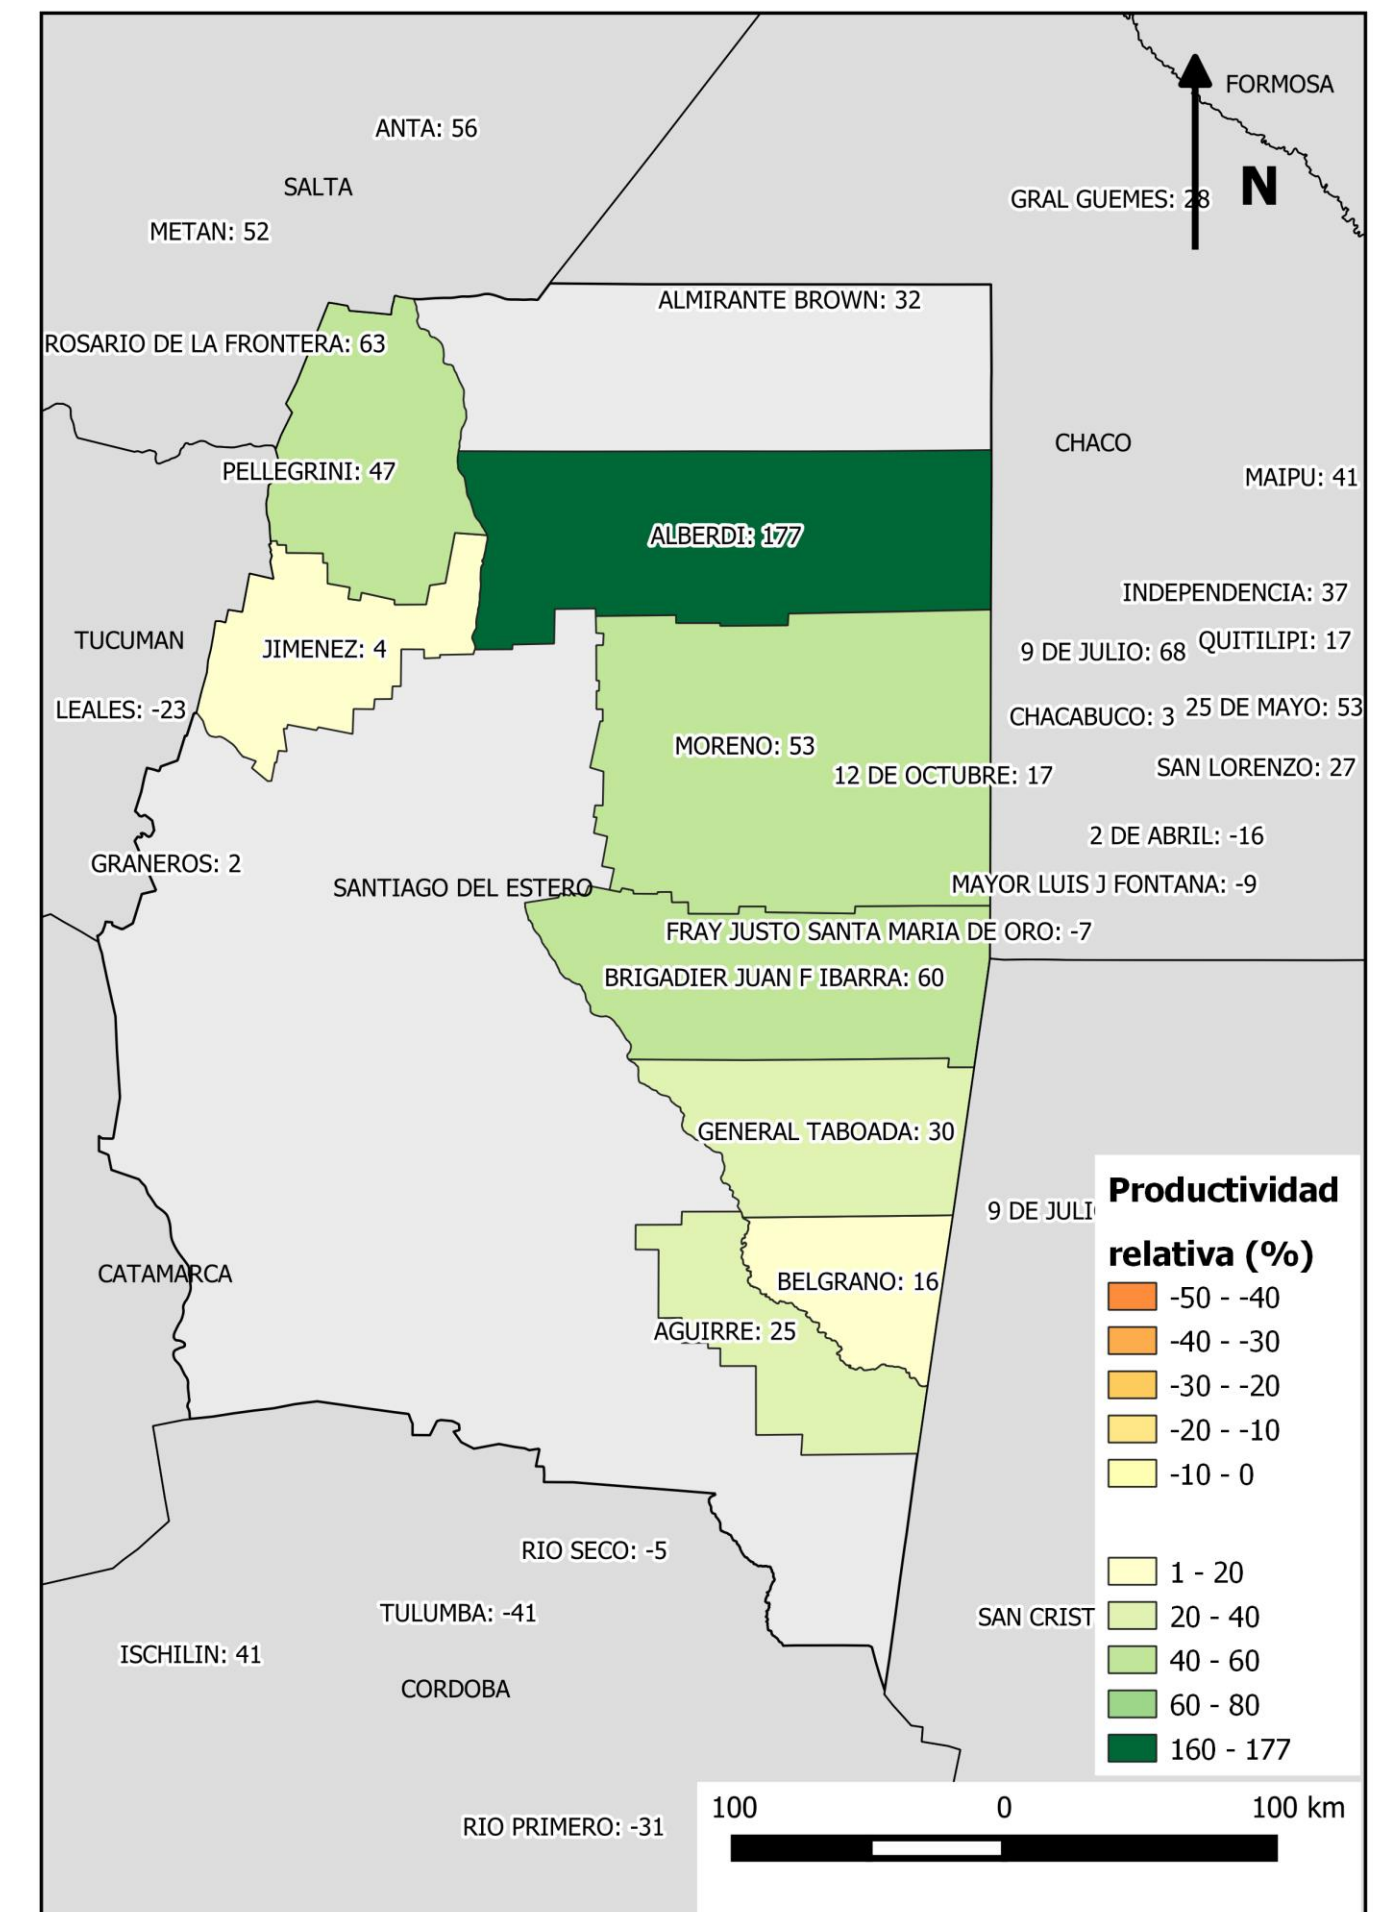 FORMOSA
ANTA: 56
SALTA
GRAL GUEMES: 28
N
METAN: 52
ALMIRANTE BROWN: 32
ROSARIO DE LA FRONTERA: 63
CHACO
PELLEGRINI: 47
MAIPU: 41
ALBERDI: 177
INDEPENDENCIA: 37
TUCUMAN
JIMENEZ: 4
9 DE JULIO: 68
QUITILIPI: 17
LEALES: -23
CHACABUCO: 3
25 DE MAYO: 53
MORENO: 53
12 DE OCTUBRE: 17
SAN LORENZO: 27
2 DE ABRIL: -16
GRANEROS: 2
SANTIAGO DEL ESTERO
MAYOR LUIS J FONTANA: -9
FRAY JUSTO SANTA MARIA DE ORO: -7
BRIGADIER JUAN F IBARRA: 60
GENERAL TABOADA: 30
9 DE JULI
CATAMARCA
BELGRANO: 16
AGUIRRE: 25
RIO SECO: -5
TULUMBA: -41
SAN CRIST
ISCHILIN: 41
CORDOBA
RIO PRIMERO: -31
Productividad
relativa (%)
-50 - -40
-40 - -30
-30 - -20
-20 - -10
-10 - 0
1 - 20
20 - 40
40 - 60
60 - 80
160 - 177
100 0 100 km